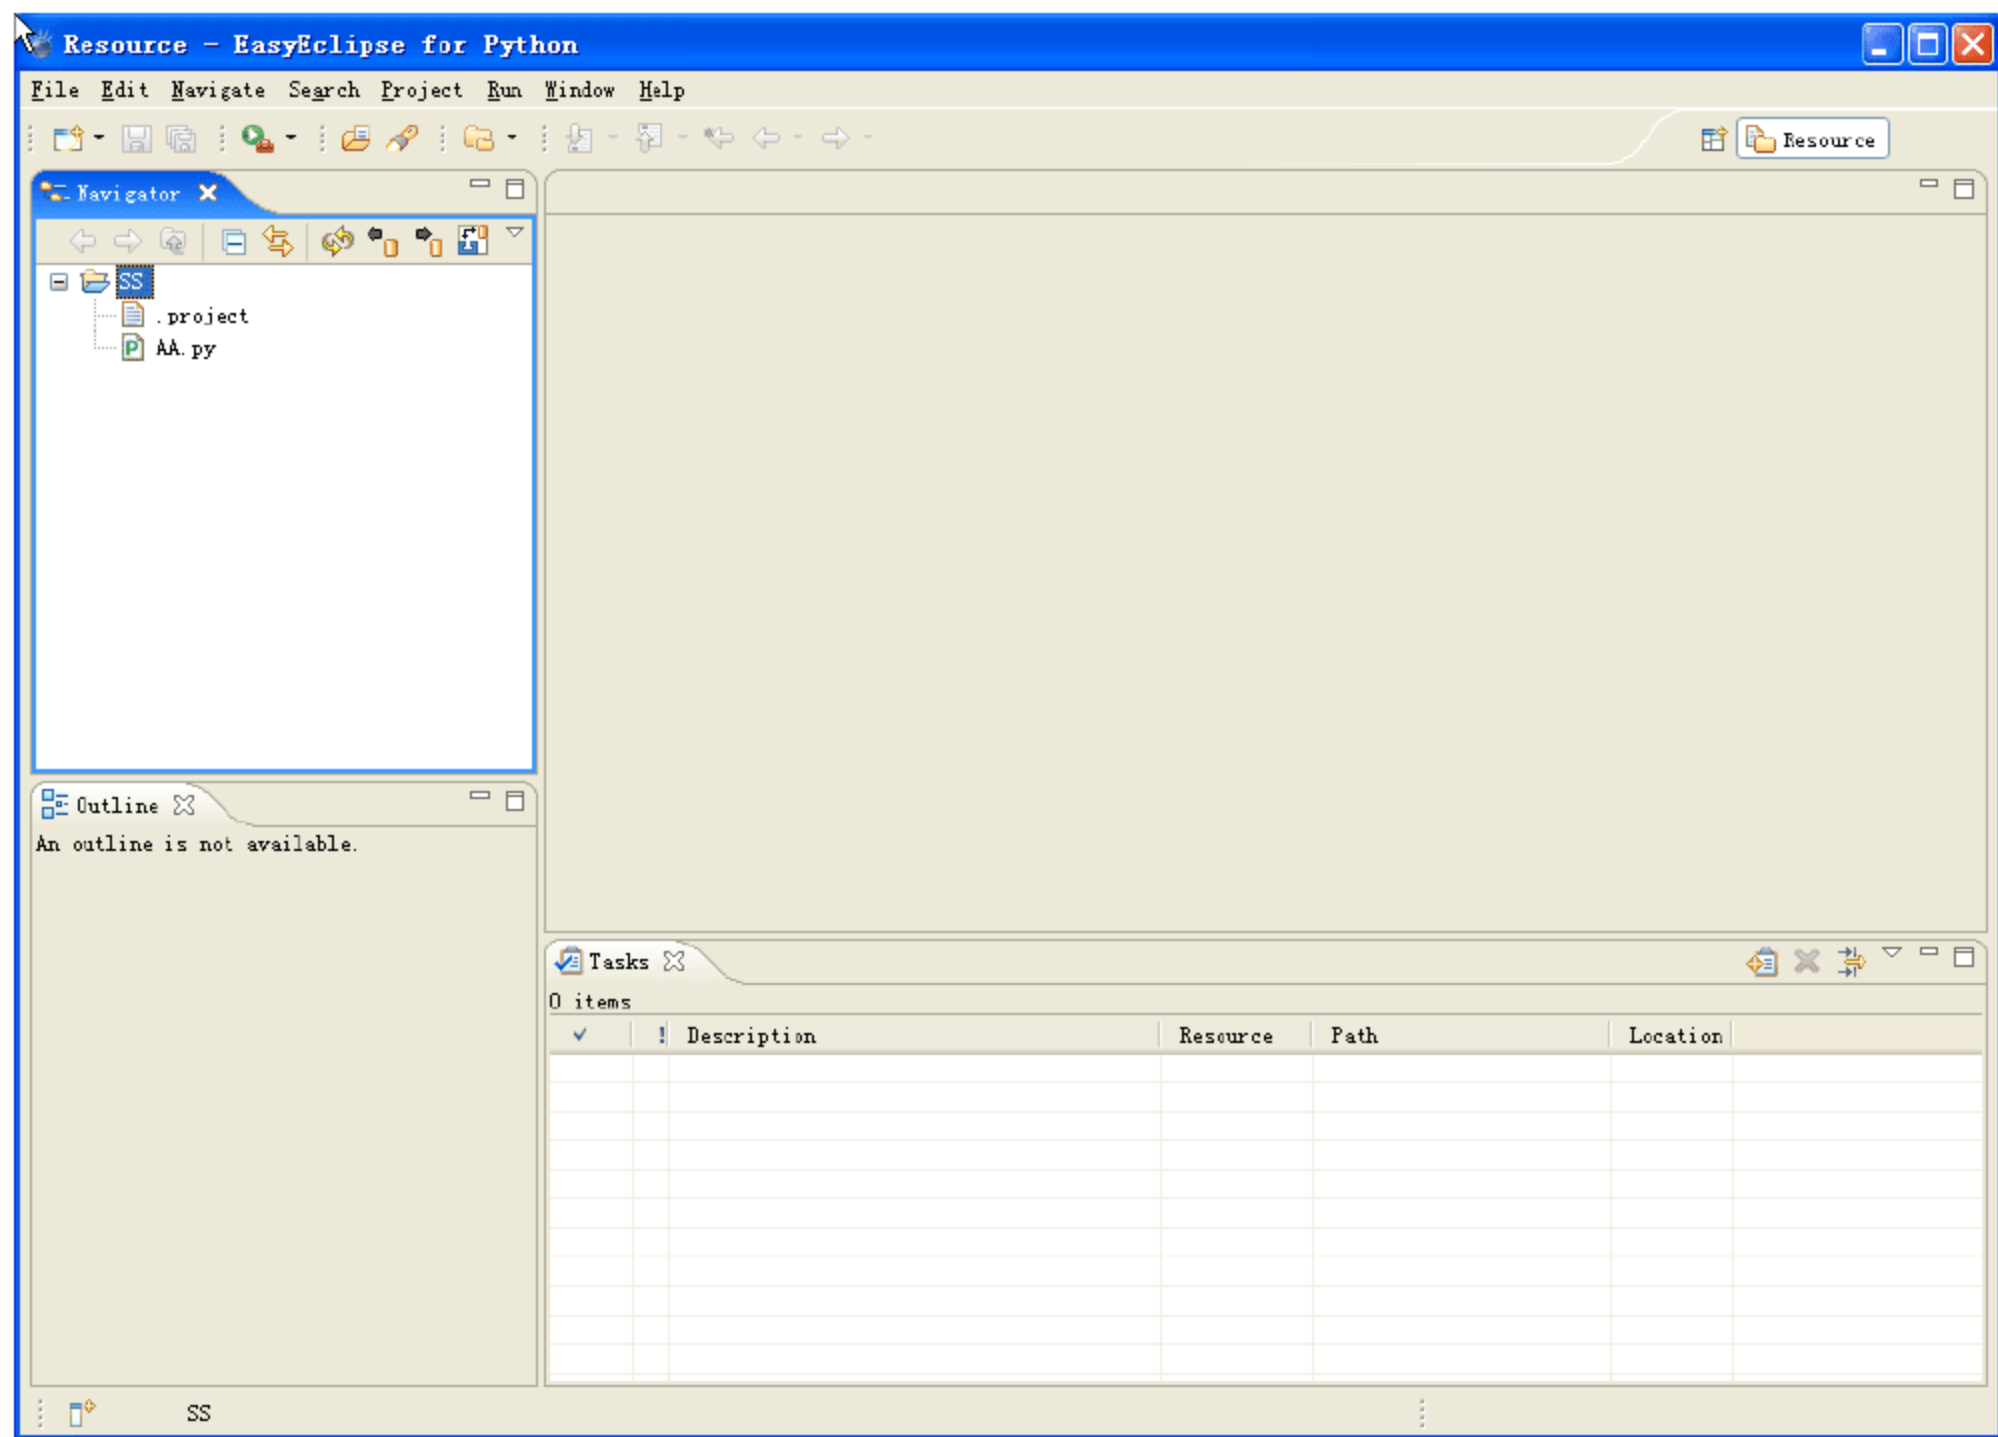 Resource - EasyEclipse for Python
File Edit Navigate Search Project Run Window Help
Resource
Navigator
SS
.project
AA.py
Outline
An outline is not available.
Tasks
0 items
! Description Resource Path Location
SS